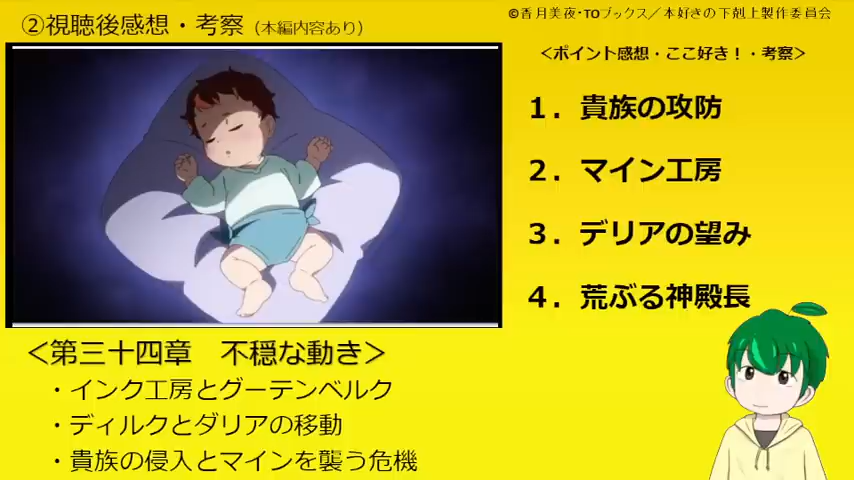 ②視聴後感想・考察 (本編内容あり)
©香月美夜・TOブックス／本好きの下剋上製作委員会
＜ポイント感想・ここ好き！・考察＞
１．貴族の攻防
２．マイン工房
３．デリアの望み
４．荒ぶる神殿長
＜第三十四章　不穏な動き＞
・インク工房とグーテンベルク
・ディルクとダリアの移動
・貴族の侵入とマインを襲う危機